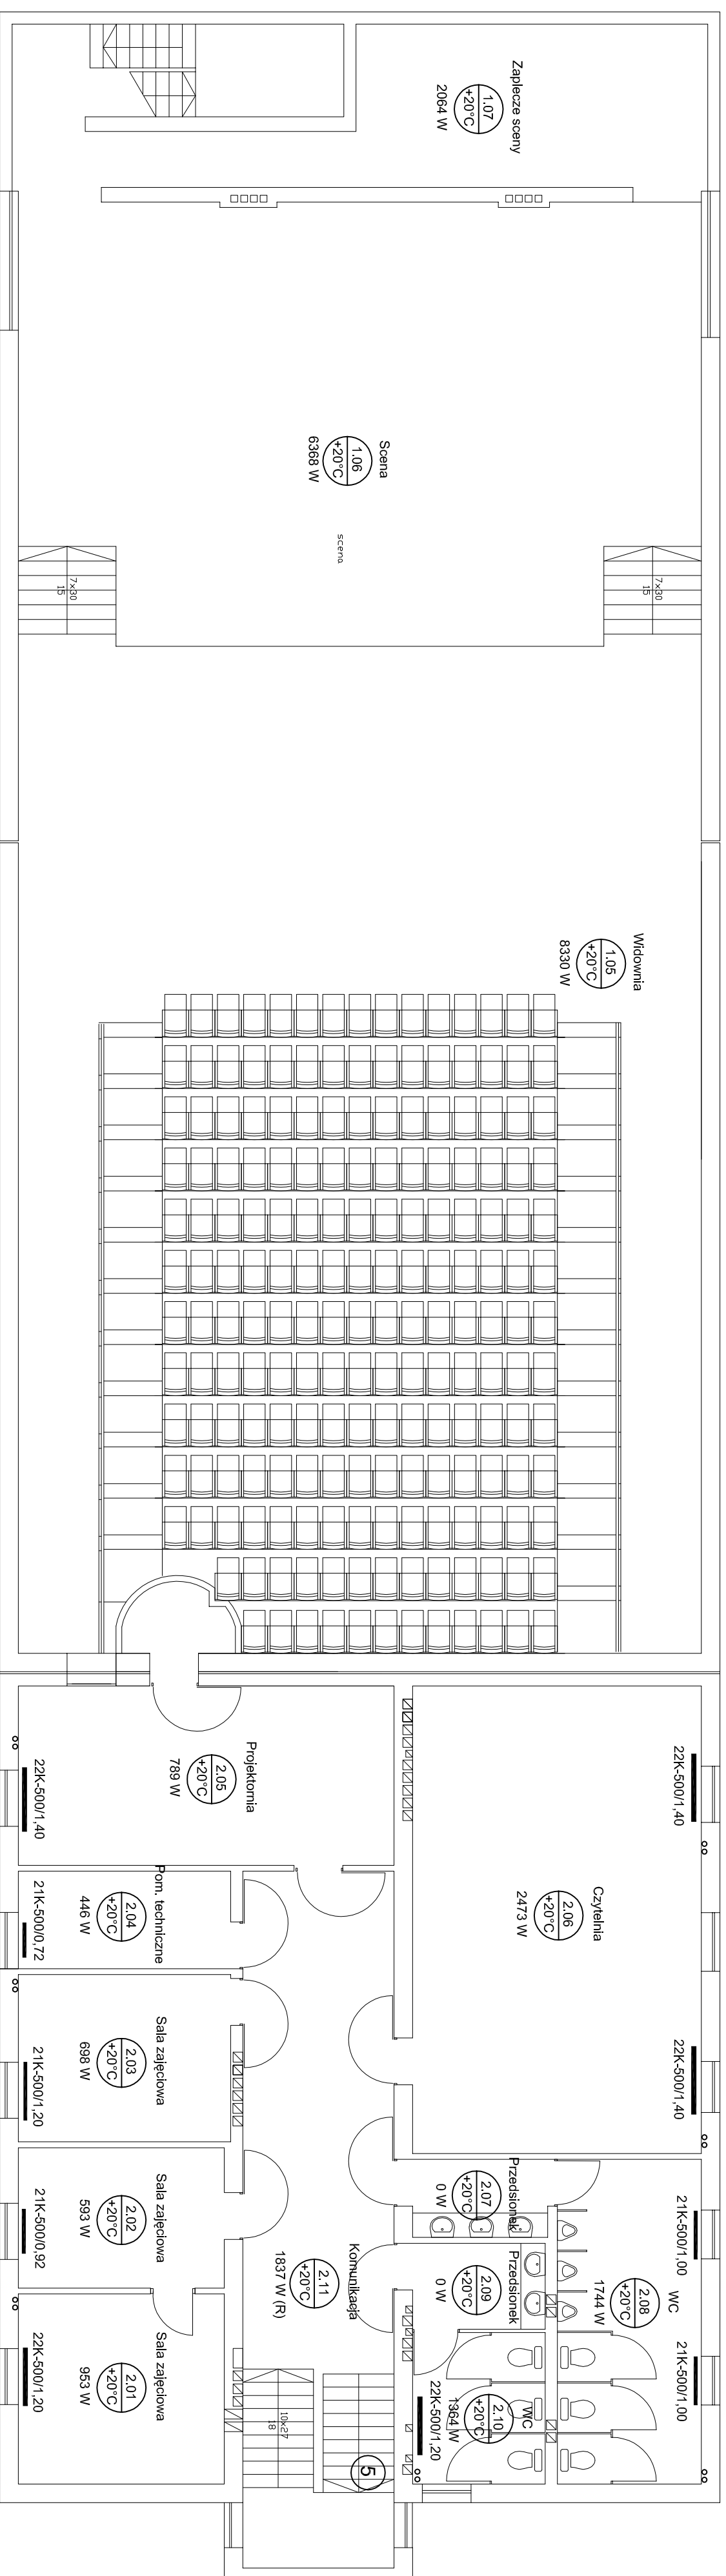 Zaplecze sceny
1.07
+20°C
2064 W
Scena
1.06
+20°C
6368 W
scena
7×30
15
7×30
15
Widownia
1.05
+20°C
8330 W
Projektornia
2.05
+20°C
789 W
22K-500/1,40
22K-500/1,40
Czytelnia
2.06
+20°C
2473 W
22K-500/1,40
Pom. techniczne
2.04
+20°C
446 W
21K-500/0,72
Sala zajęciowa
2.03
+20°C
698 W
21K-500/1,20
Sala zajęciowa
2.02
+20°C
593 W
21K-500/0,92
Sala zajęciowa
2.01
+20°C
953 W
22K-500/1,20
Przedsionek
2.07
+20°C
0 W
WC
2.08
+20°C
1744 W
21K-500/1,00
21K-500/1,00
Przedsionek
2.09
+20°C
0 W
WC
2.10
+20°C
1364 W
22K-500/1,20
Komunikacja
2.11
+20°C
1837 W (R)
10×27
18
5